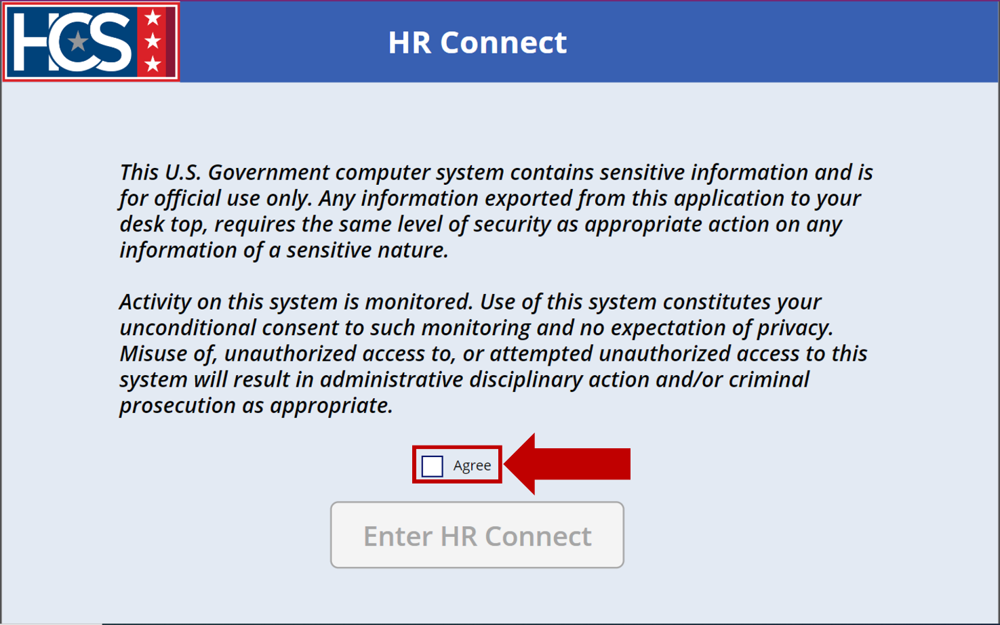 HCS
HR Connect
This U.S. Government computer system contains sensitive information and is
for official use only. Any information exported from this application to your
desk top, requires the same level of security as appropriate action on any
information of a sensitive nature.
Activity on this system is monitored. Use of this system constitutes your
unconditional consent to such monitoring and no expectation of privacy.
Misuse of, unauthorized access to, or attempted unauthorized access to this
system will result in administrative disciplinary action and/or criminal
prosecution as appropriate.
Agree
Enter HR Connect